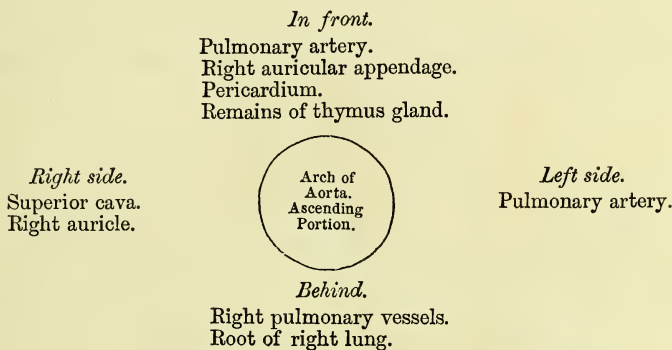 In front.
Pulmonary artery.
Right auricular appendage.
Pericardium.
Remains of thymus gland.
Right side.
Superior cava.
Right auricle.
Arch of
Aorta.
Ascending
Portion.
Left side.
Pulmonary artery.
Behind.
Right pulmonary vessels.
Root of right lung.